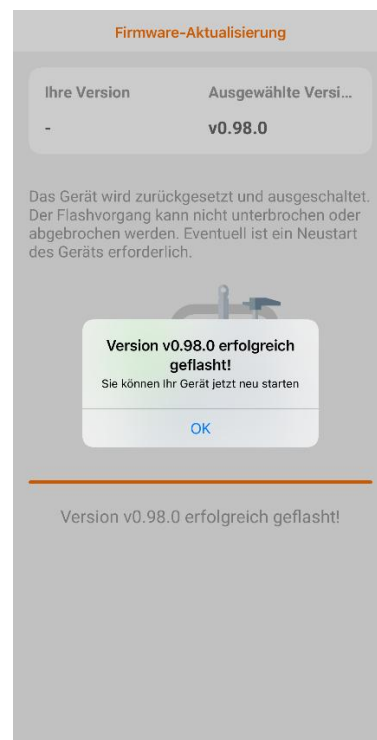 Firmware-Aktualisierung
Ihre Version
Ausgewählte Versi...
-
v0.98.0
Das Gerät wird zurückgesetzt und ausgeschaltet.
Der Flashvorgang kann nicht unterbrochen oder
abgebrochen werden. Eventuell ist ein Neustart
des Geräts erforderlich.
Version v0.98.0 erfolgreich
geflasht!
Sie können Ihr Gerät jetzt neu starten
OK
Version v0.98.0 erfolgreich geflasht!